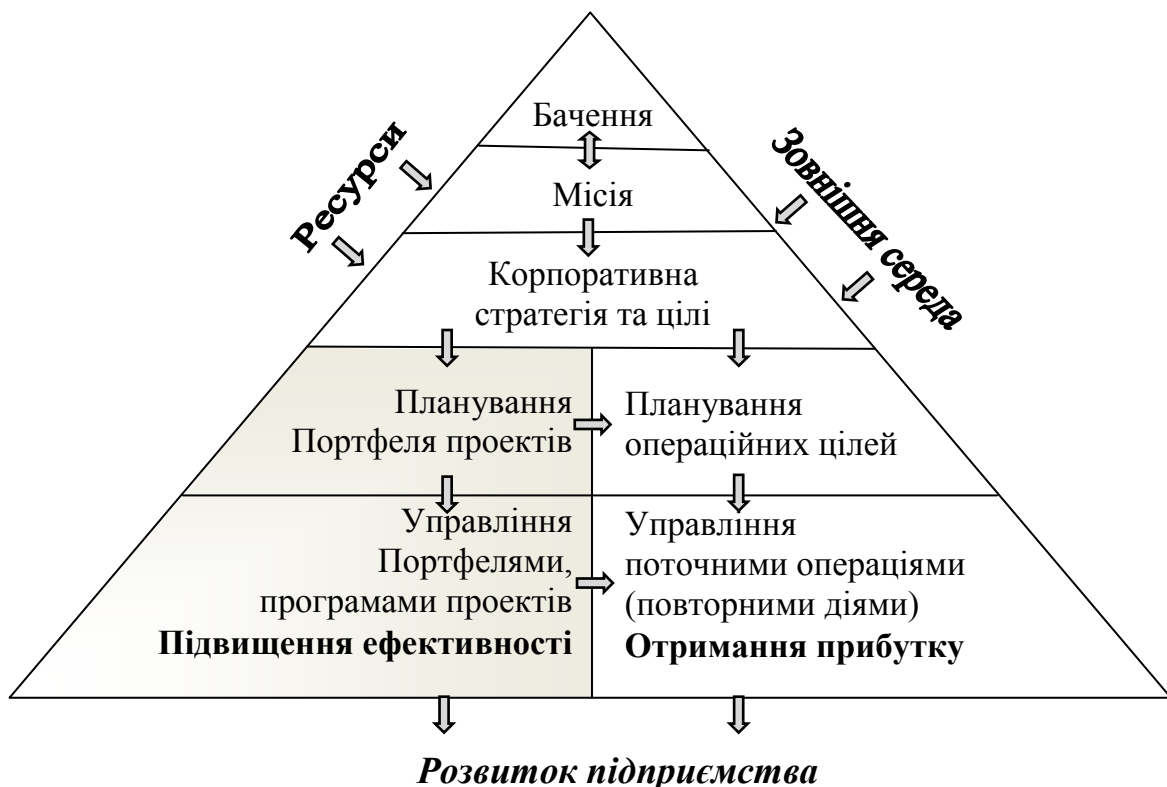 Бачення
Ресурси
Зовнішня середа
Місія
Корпоративна
стратегія та цілі
Планування
Портфеля проектів
Планування
операційних цілей
Управління
Портфелями,
програмами проектів
Підвищення ефективності
Управління
поточними операціями
(повторними діями)
Отримання прибутку
Розвиток підприємства